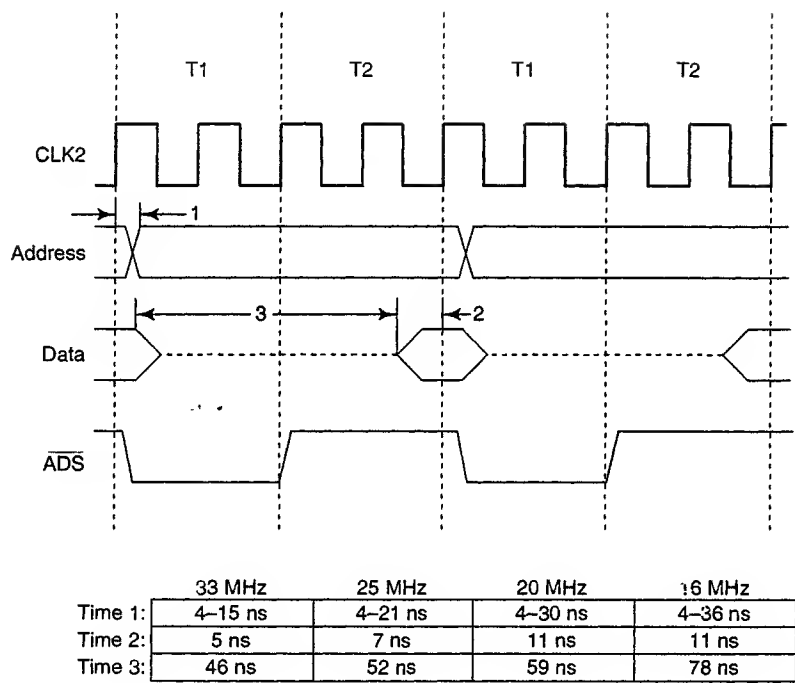 T1 T2 T1 T2
CLK2
1
Address
3 2
Data
ADS
33 MHz 25 MHz 20 MHz 16 MHz
Time 1: 4–15 ns 4–21 ns 4–30 ns 4–36 ns
Time 2: 5 ns 7 ns 11 ns 11 ns
Time 3: 46 ns 52 ns 59 ns 78 ns